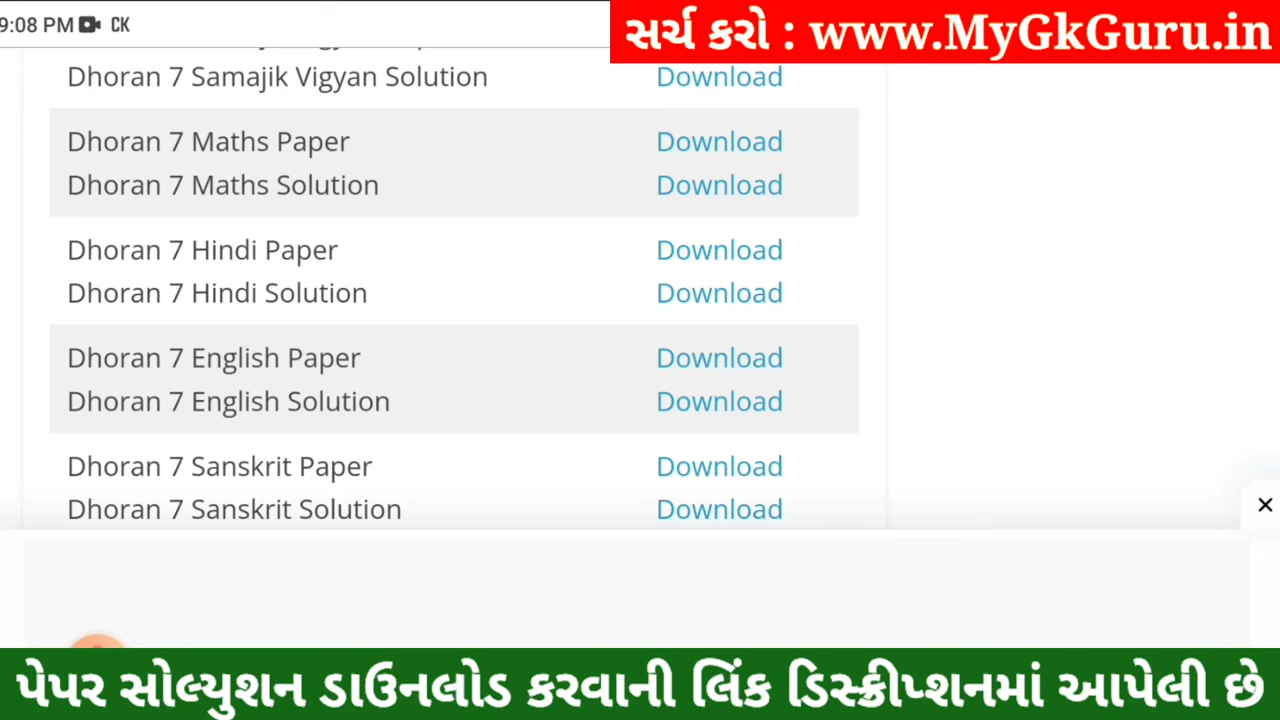 9:08 PM CK
સર્ચ કરો : www.MyGkGuru.in
Dhoran 7 Samajik Vigyan Solution Download
Dhoran 7 Maths Paper Download
Dhoran 7 Maths Solution Download
Dhoran 7 Hindi Paper Download
Dhoran 7 Hindi Solution Download
Dhoran 7 English Paper Download
Dhoran 7 English Solution Download
Dhoran 7 Sanskrit Paper Download
Dhoran 7 Sanskrit Solution Download
પેપર સોલ્યુશન ડાઉનલોડ કરવાની લિંક ડિસ્ક્રીપ્શનમાં આપેલી છે